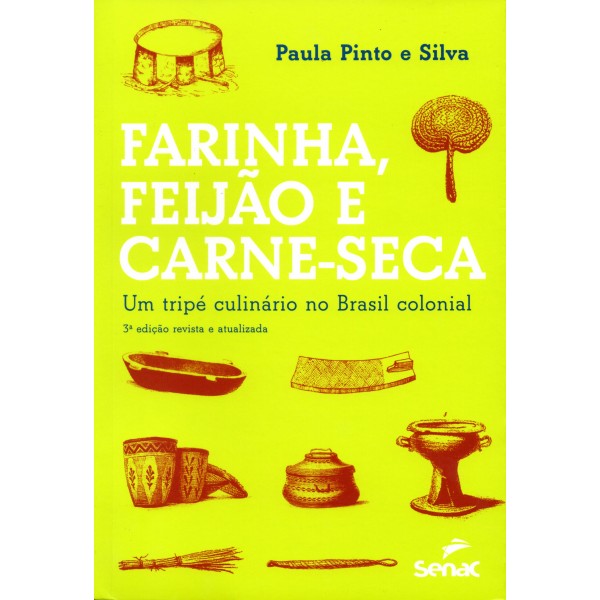 Paula Pinto e Silva
FARINHA,
FEIJÃO E
CARNE-SECA
Um tripé culinário no Brasil colonial
3ª edição revista e atualizada
senac